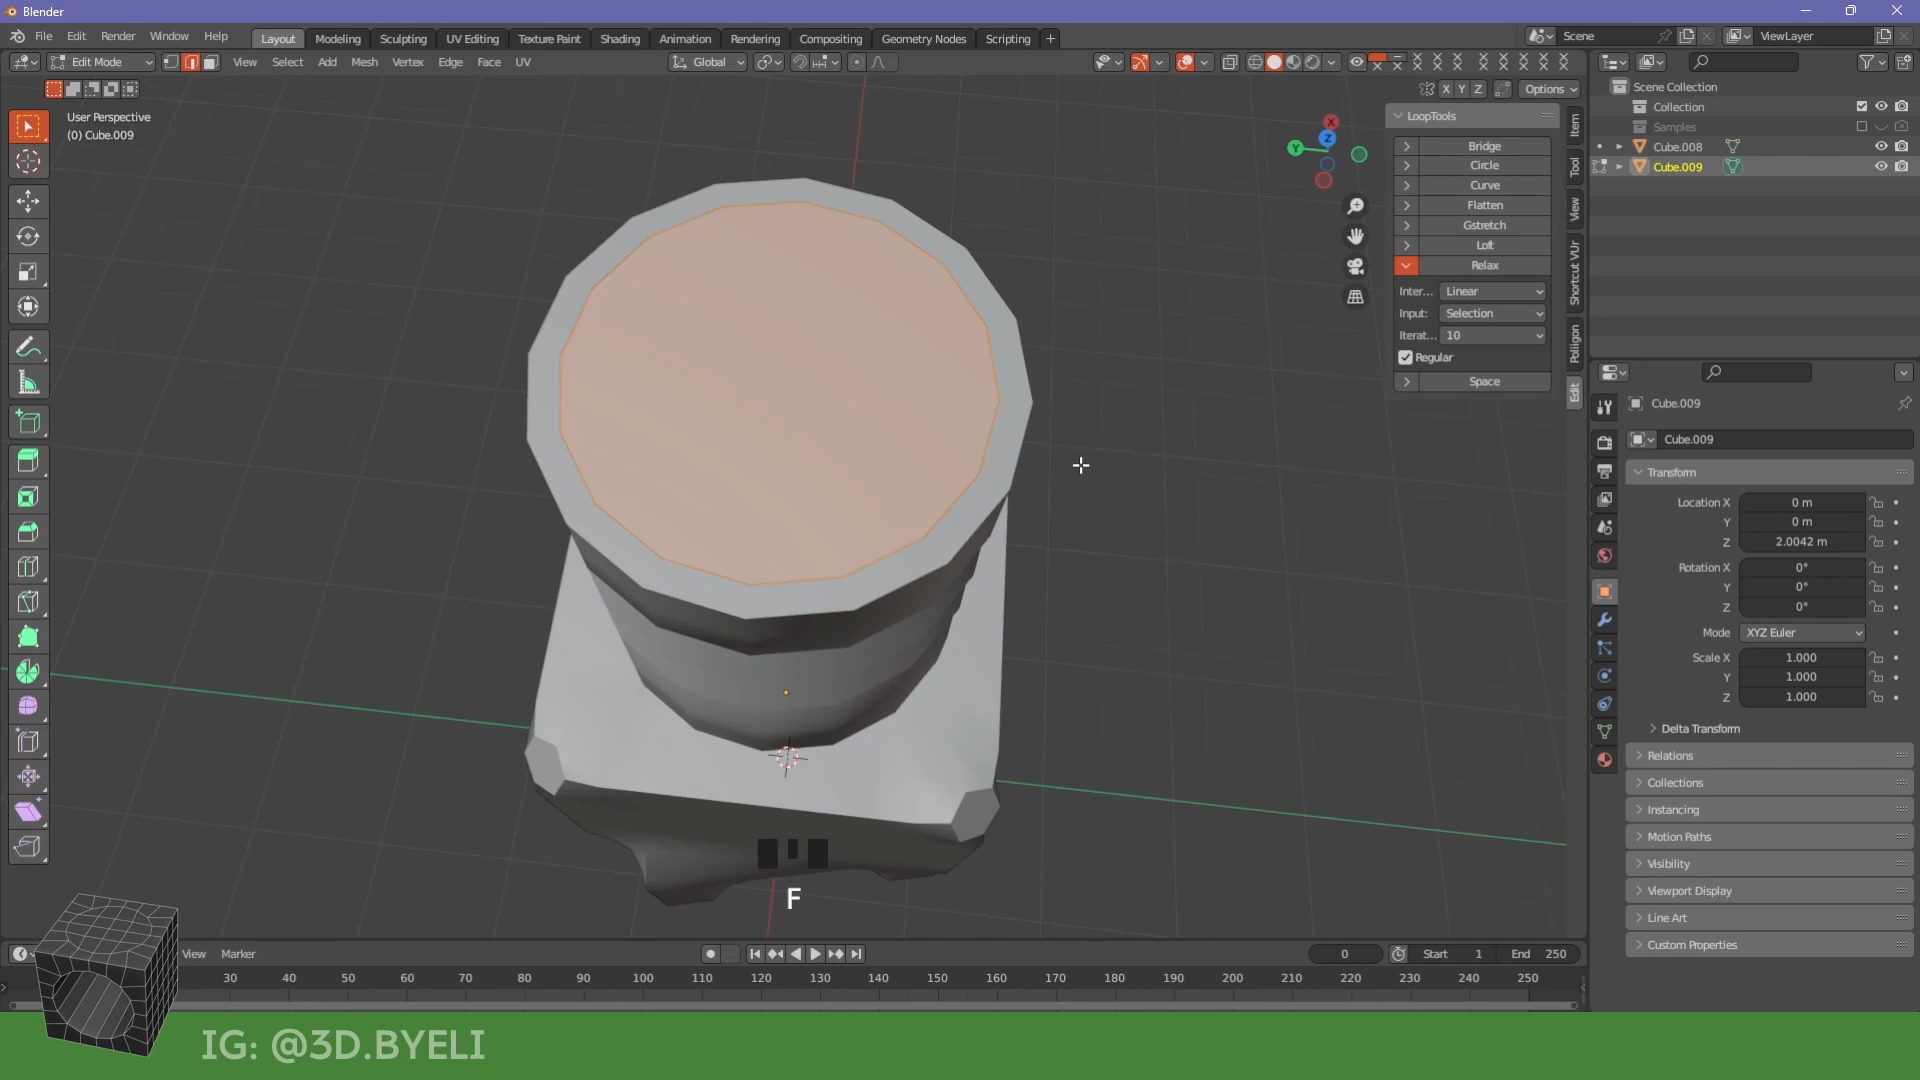 Blender
File Edit Render Window Help
Layout Modeling Sculpting UV Editing Texture Paint Shading Animation Rendering Compositing Geometry Nodes Scripting +
Scene
ViewLayer
Edit Mode View Select Add Mesh Vertex Edge Face UV
Global
X Y Z Options
User Perspective
(0) Cube.009
X
Y
Z
LoopTools
Bridge
Circle
Curve
Flatten
Gstretch
Loft
Relax
Inter... Linear
Input: Selection
Iterat... 10
Regular
Space
Item
Tool
View
Shortcut VUr
Poliigon
Edit
Scene Collection
Collection
Samples
Cube.008
Cube.009
Cube.009
Cube.009
Transform
Location X 0 m
Y 0 m
Z 2.0042 m
Rotation X 0°
Y 0°
Z 0°
Mode XYZ Euler
Scale X 1.000
Y 1.000
Z 1.000
Delta Transform
Relations
Collections
Instancing
Motion Paths
Visibility
Viewport Display
Line Art
Custom Properties
F
View Marker
0 Start 1 End 250
30 40 50 60 70 80 90 100 110 120 130 140 150 160 170 180 190 200 210 220 230 240 250
IG: @3D.BYELI